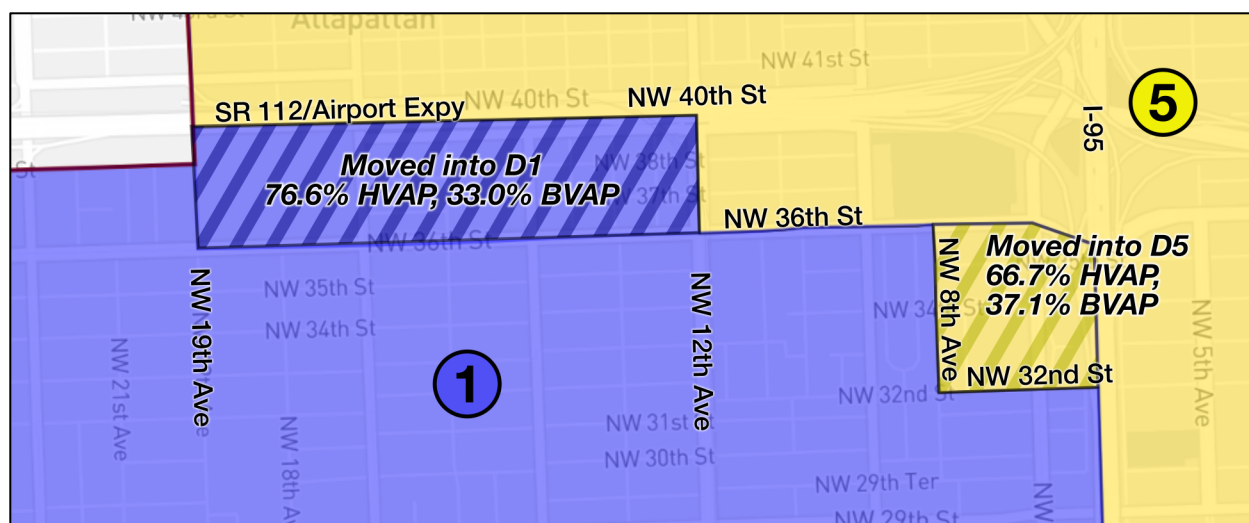 Allapattah
NW 41st St
SR 112/Airport Expy
NW 40th St
NW 40th St
I-95
5
Moved into D1
76.6% HVAP, 33.0% BVAP
NW 38th St
NW 37th St
St
NW 36th St
NW 36th St
Moved into D5
66.7% HVAP,
37.1% BVAP
NW 19th Ave
NW 12th Ave
NW 8th Ave
NW 5th Ave
NW 35th St
NW 34th St
NW 21st Ave
1
NW 32nd St
NW 32nd St
NW 18th Av
NW 31st St
NW 30th St
NW 29th Ter
NW 29th St
NW